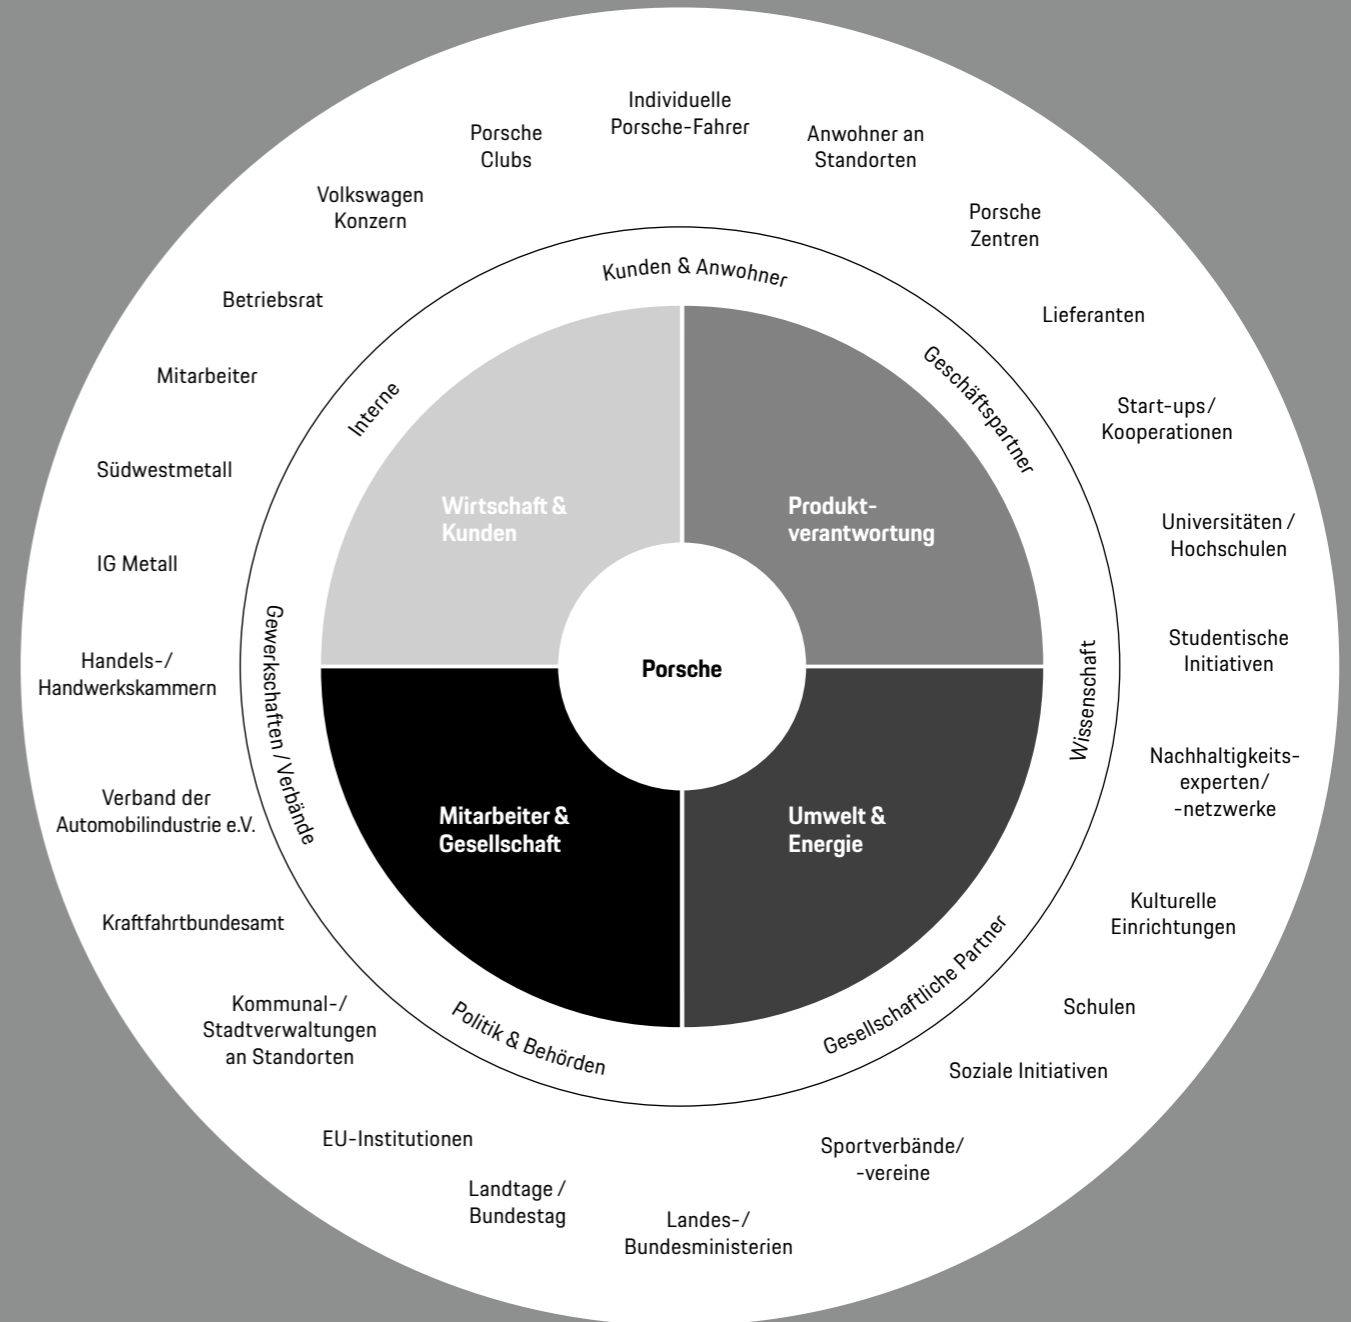 Individuelle
Porsche-Fahrer
Anwohner an
Standorten
Porsche
Zentren
Lieferanten
Start-ups/
Kooperationen
Universitäten /
Hochschulen
Studentische
Initiativen
Nachhaltigkeits-
experten/
-netzwerke
Kulturelle
Einrichtungen
Schulen
Soziale Initiativen
Sportverbände/
-vereine
Landes-/
Bundesministerien
Landtage /
Bundestag
EU-Institutionen
Kommunal-/
Stadtverwaltungen
an Standorten
Kraftfahrtbundesamt
Verband der
Automobilindustrie e.V.
Handels-/
Handwerkskammern
IG Metall
Südwestmetall
Mitarbeiter
Betriebsrat
Volkswagen
Konzern
Porsche
Clubs
Kunden & Anwohner
Geschäftspartner
Wissenschaft
Gesellschaftliche Partner
Politik & Behörden
Gewerkschaften / Verbände
Interne
Wirtschaft &
Kunden
Produkt-
verantwortung
Porsche
Mitarbeiter &
Gesellschaft
Umwelt &
Energie